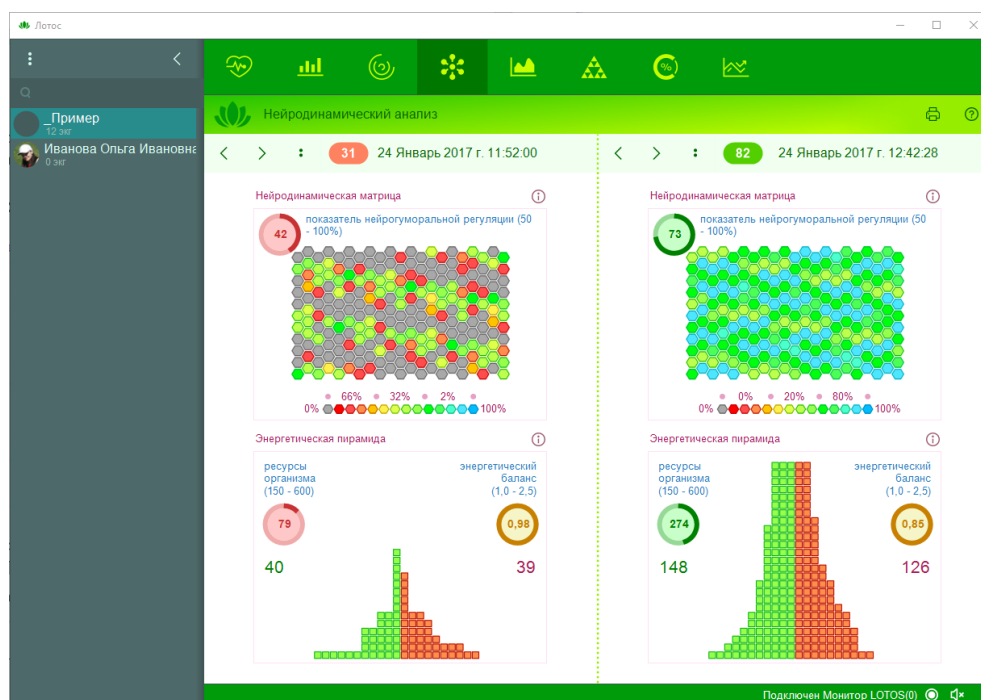 Лотос
_Пример
12 экг
Иванова Ольга Ивановна
0 экг
%
Нейродинамический анализ
?
31
24 Январь 2017 г. 11:52:00
82
24 Январь 2017 г. 12:42:28
Нейродинамическая матрица
42
показатель нейрогуморальной регуляции (50
- 100%)
66% 32% 2%
0% 100%
Нейродинамическая матрица
73
показатель нейрогуморальной регуляции (50
- 100%)
0% 20% 80%
0% 100%
Энергетическая пирамида
ресурсы
организма
(150 - 600)
79
40
энергетический
баланс
(1,0 - 2,5)
0,98
39
Энергетическая пирамида
ресурсы
организма
(150 - 600)
274
148
энергетический
баланс
(1,0 - 2,5)
0,85
126
Подключен Монитор LOTOS(0)